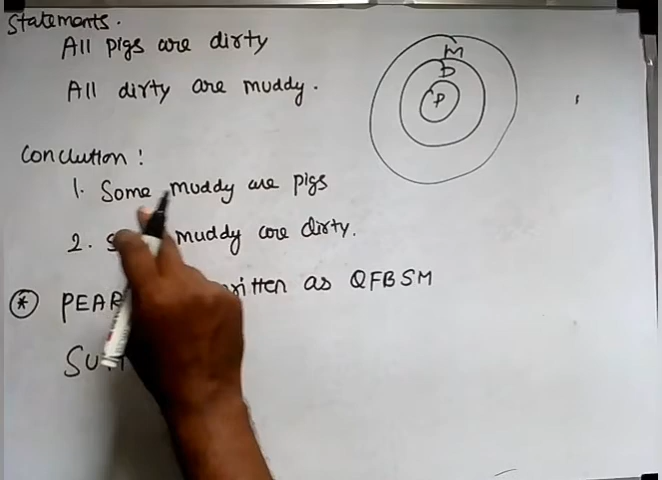 Statements.
All pigs are dirty
All dirty are muddy.
M
D
P
Conclution :
1. Some muddy are pigs
2. muddy are dirty.
* PEAR as QFBSM